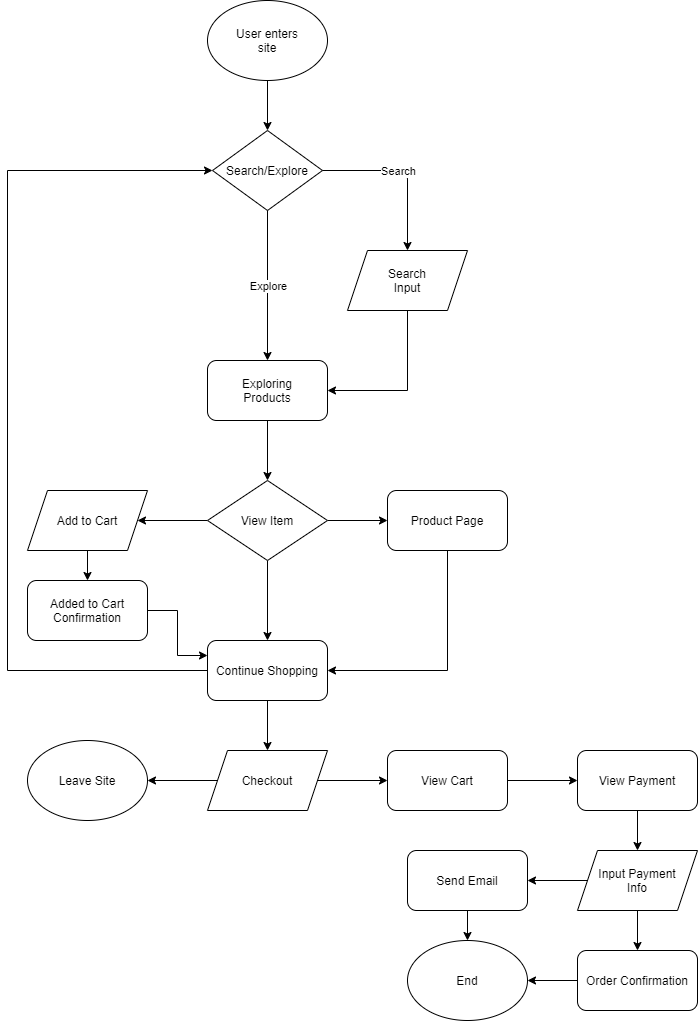 User enters
site
Search/Explore
Search
Search
Input
Explore
Exploring
Products
Add to Cart
View Item
Product Page
Added to Cart
Confirmation
Continue Shopping
Leave Site
Checkout
View Cart
View Payment
Send Email
Input Payment
Info
End
Order Confirmation